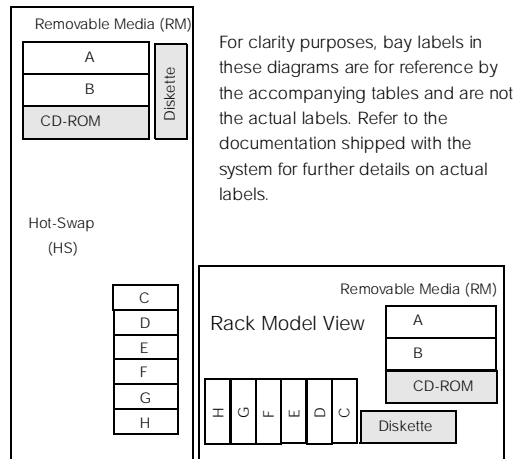 Removable Media (RM)
A
B
CD-ROM
Diskette
For clarity purposes, bay labels in
these diagrams are for reference by
the accompanying tables and are not
the actual labels. Refer to the
documentation shipped with the
system for further details on actual
labels.
Hot-Swap
(HS)
C
D
E
F
G
H
Removable Media (RM)
Rack Model View
A
B
CD-ROM
H G F E D C
Diskette